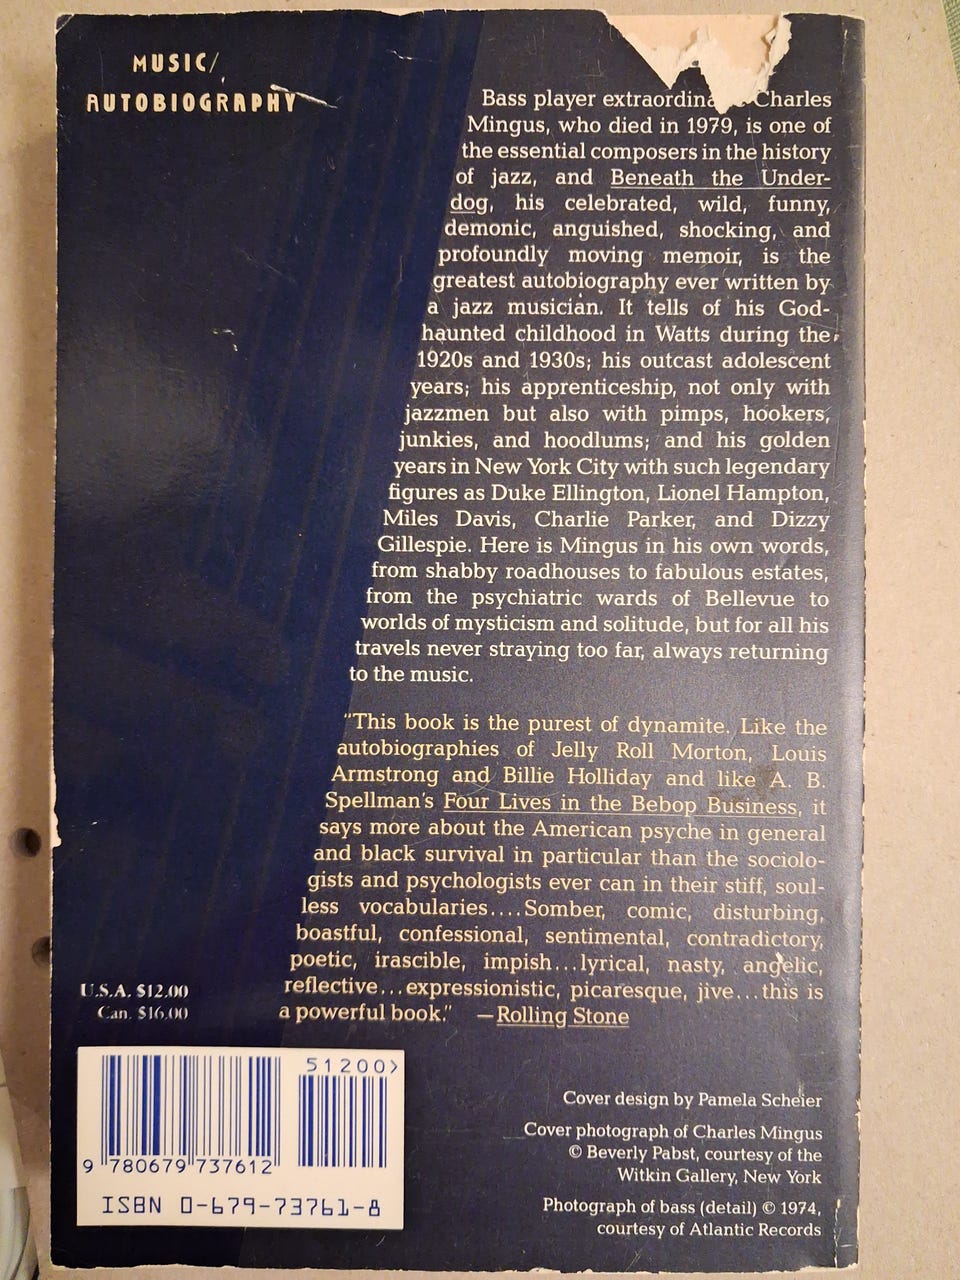 MUSIC/
AUTOBIOGRAPHY
Bass player extraordina Charles
Mingus, who died in 1979, is one of
the essential composers in the history
of jazz, and Beneath the Under-
dog, his celebrated, wild, funny,
demonic, anguished, shocking, and
profoundly moving memoir, is the
greatest autobiography ever written by
a jazz musician. It tells of his God-
haunted childhood in Watts during the
1920s and 1930s; his outcast adolescent
years; his apprenticeship, not only with
jazzmen but also with pimps, hookers,
junkies, and hoodlums; and his golden
years in New York City with such legendary
figures as Duke Ellington, Lionel Hampton,
Miles Davis, Charlie Parker, and Dizzy
Gillespie. Here is Mingus in his own words,
from shabby roadhouses to fabulous estates,
from the psychiatric wards of Bellevue to
worlds of mysticism and solitude, but for all his
travels never straying too far, always returning
to the music.
"This book is the purest of dynamite. Like the
autobiographies of Jelly Roll Morton, Louis
Armstrong and Billie Holliday and like A. B.
Spellman's Four Lives in the Bebop Business, it
says more about the American psyche in general
and black survival in particular than the sociolo-
gists and psychologists ever can in their stiff, soul-
less vocabularies....Somber, comic, disturbing,
boastful, confessional, sentimental, contradictory,
poetic, irascible, impish...lyrical, nasty, angelic,
reflective...expressionistic, picaresque, jive...this is
a powerful book." —Rolling Stone
U.S.A. $12.00
Can. $16.00
51200>
9 780679 737612
ISBN 0-679-73761-8
Cover design by Pamela Scheier
Cover photograph of Charles Mingus
© Beverly Pabst, courtesy of the
Witkin Gallery, New York
Photograph of bass (detail) © 1974,
courtesy of Atlantic Records